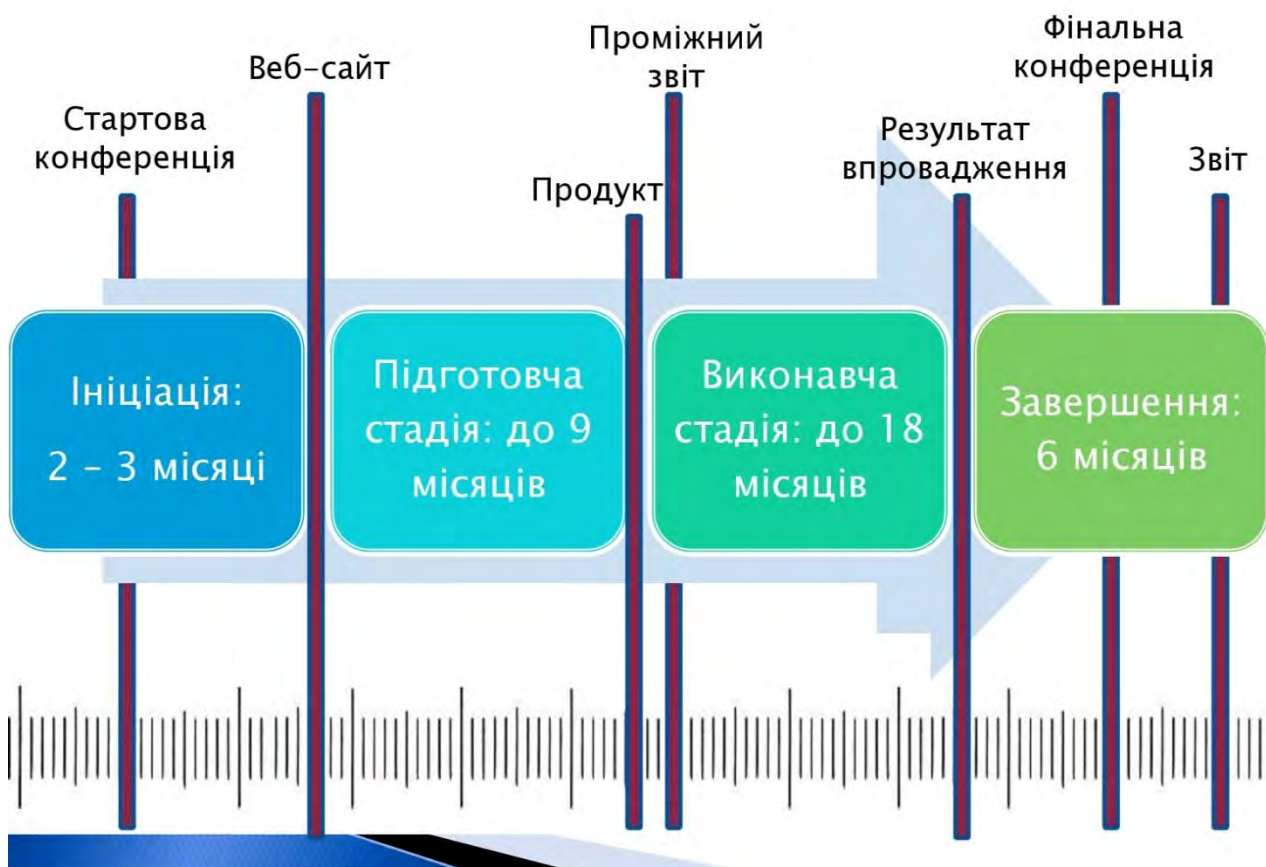 Стартова
конференція
Веб-сайт
Продукт
Проміжний
звіт
Результат
впровадження
Фінальна
конференція
Звіт
Ініціація:
2 – 3 місяці
Підготовча
стадія: до 9
місяців
Виконавча
стадія: до 18
місяців
Завершення:
6 місяців